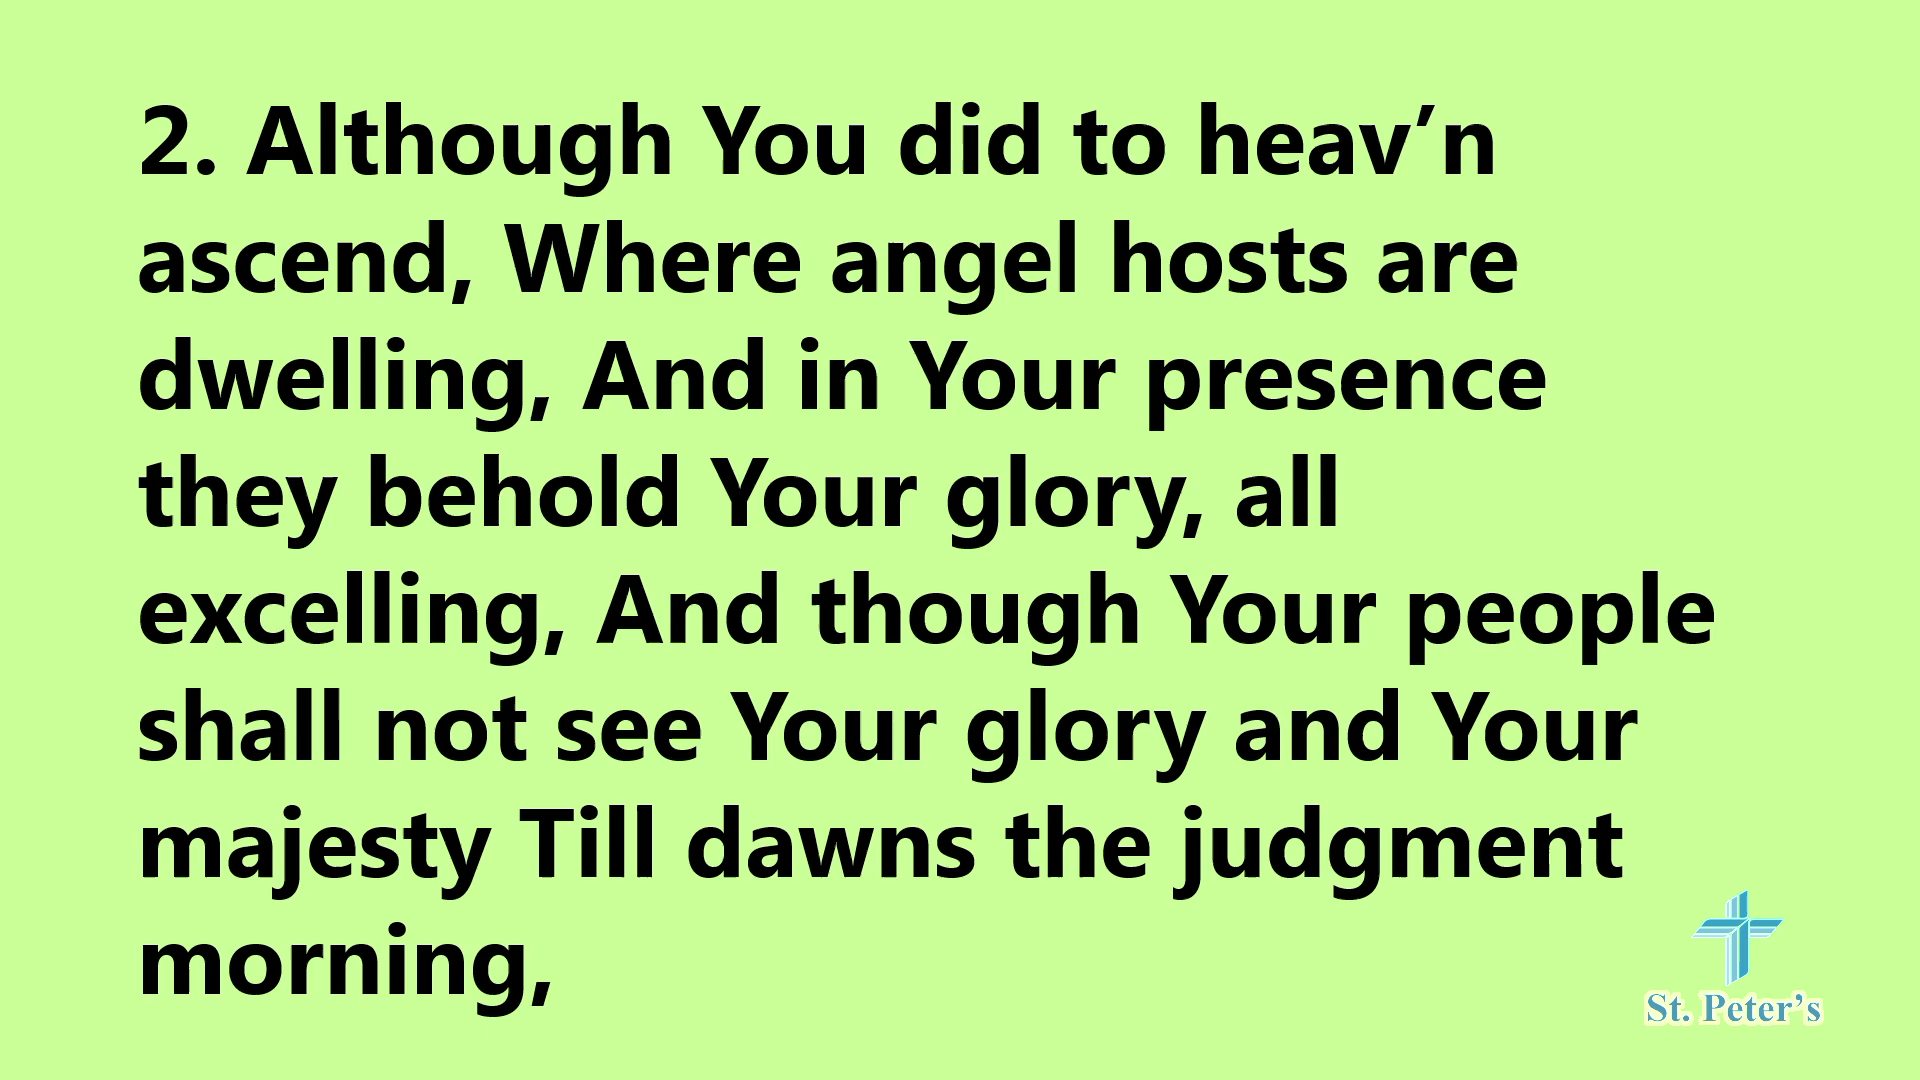 2. Although You did to heav’n
ascend, Where angel hosts are
dwelling, And in Your presence
they behold Your glory, all
excelling, And though Your people
shall not see Your glory and Your
majesty Till dawns the judgment
morning,
St. Peter’s